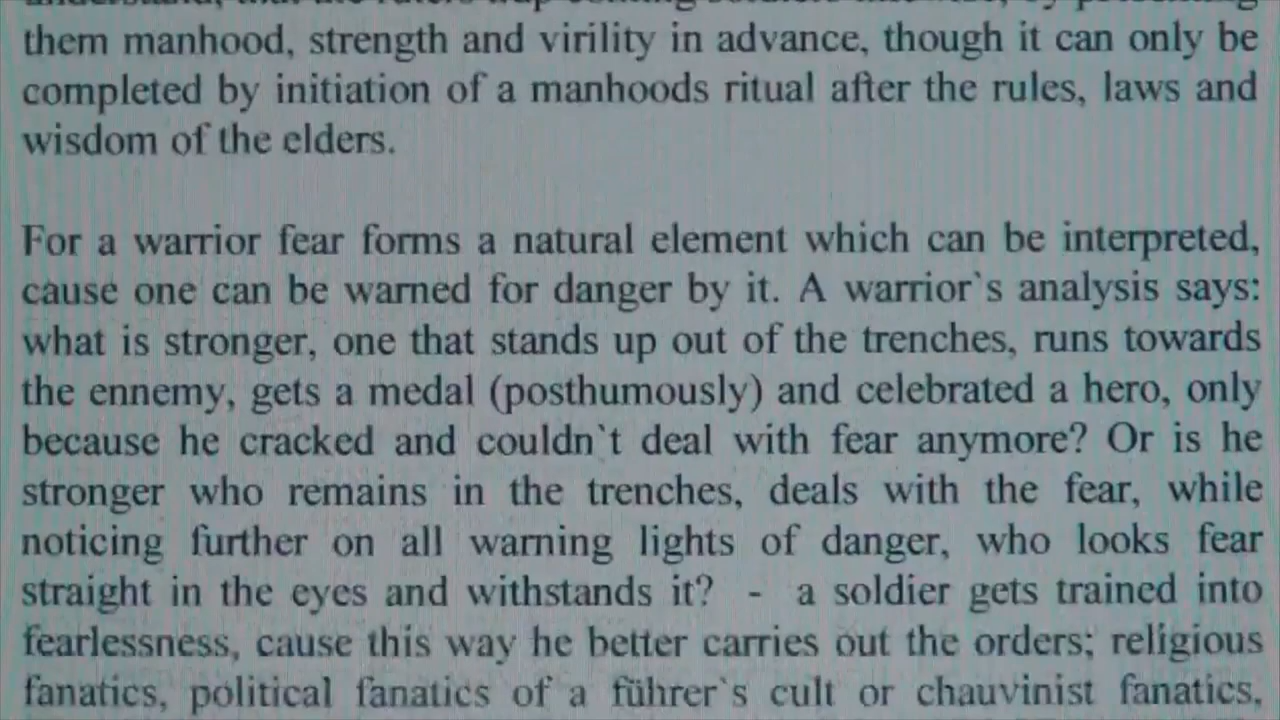 them manhood, strength and virility in advance, though it can only be
completed by initiation of a manhoods ritual after the rules, laws and
wisdom of the elders.
For a warrior fear forms a natural element which can be interpreted,
cause one can be warned for danger by it. A warrior`s analysis says:
what is stronger, one that stands up out of the trenches, runs towards
the ennemy, gets a medal (posthumously) and celebrated a hero, only
because he cracked and couldn`t deal with fear anymore? Or is he
stronger who remains in the trenches, deals with the fear, while
noticing further on all warning lights of danger, who looks fear
straight in the eyes and withstands it? - a soldier gets trained into
fearlessness, cause this way he better carries out the orders; religious
fanatics, political fanatics of a führer`s cult or chauvinist fanatics,